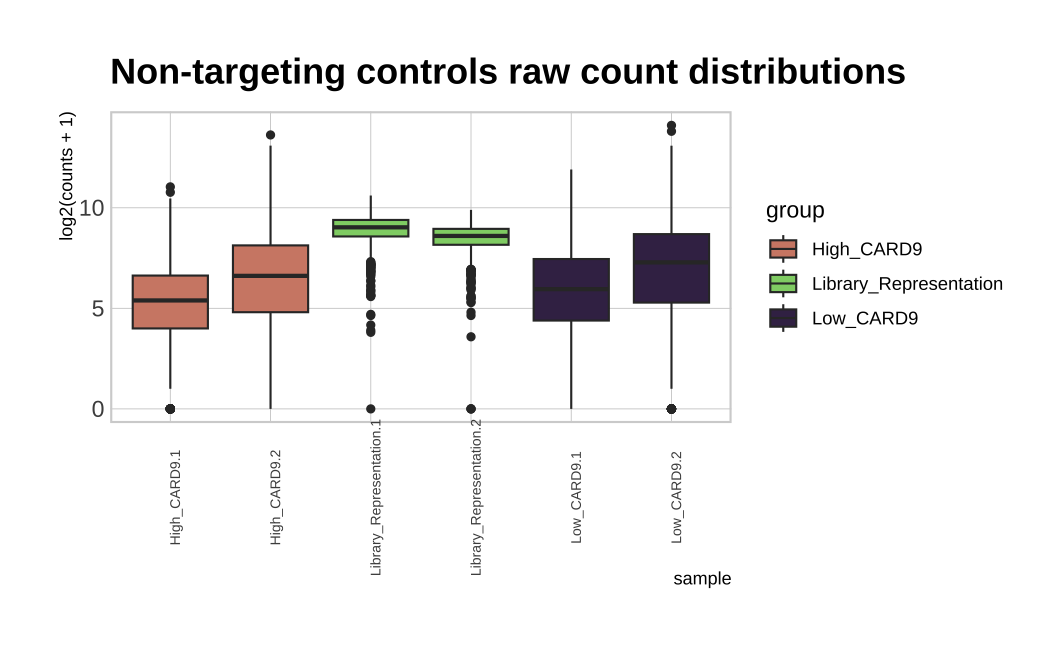 Non-targeting controls raw count distributions
log2(counts + 1)
10
5
0
High_CARD9.1
High_CARD9.2
Library_Representation.1
Library_Representation.2
Low_CARD9.1
Low_CARD9.2
sample
group
High_CARD9
Library_Representation
Low_CARD9